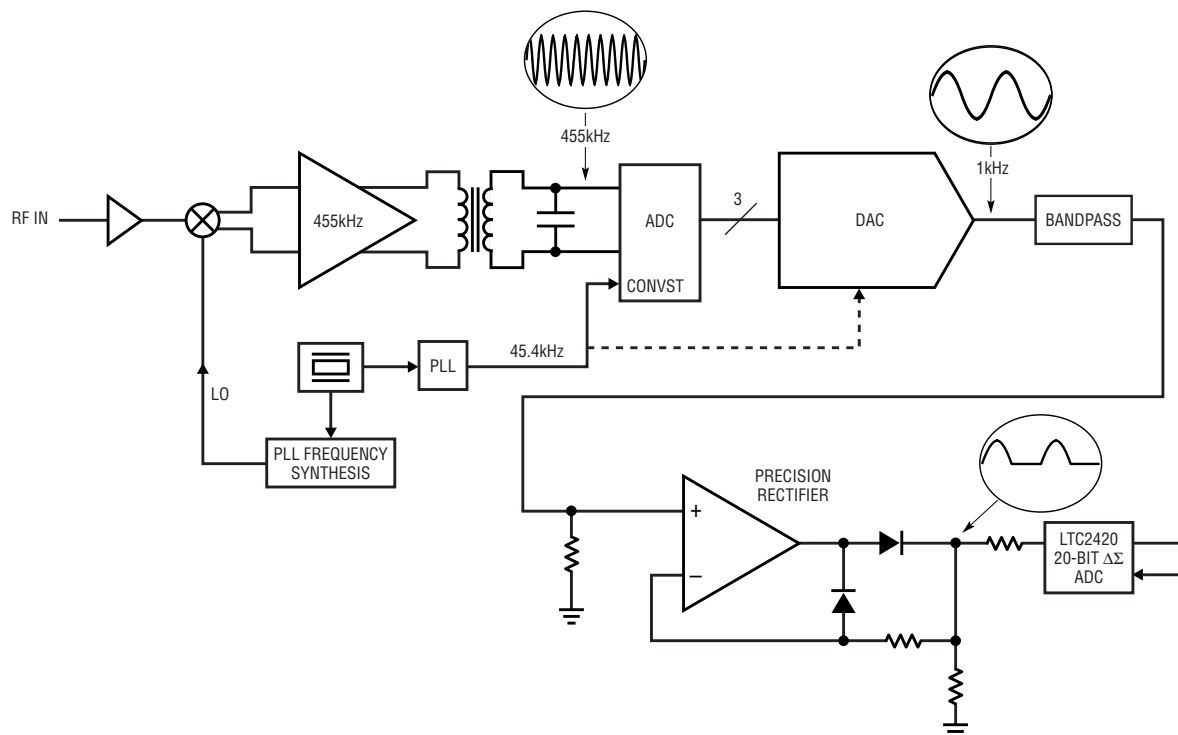 455kHz
1kHz
RF IN
455kHz
ADC
CONVST
3
DAC
BANDPASS
45.4kHz
PLL
LO
PLL FREQUENCY
SYNTHESIS
PRECISION
RECTIFIER
+
−
LTC2420
20-BIT ΔΣ
ADC